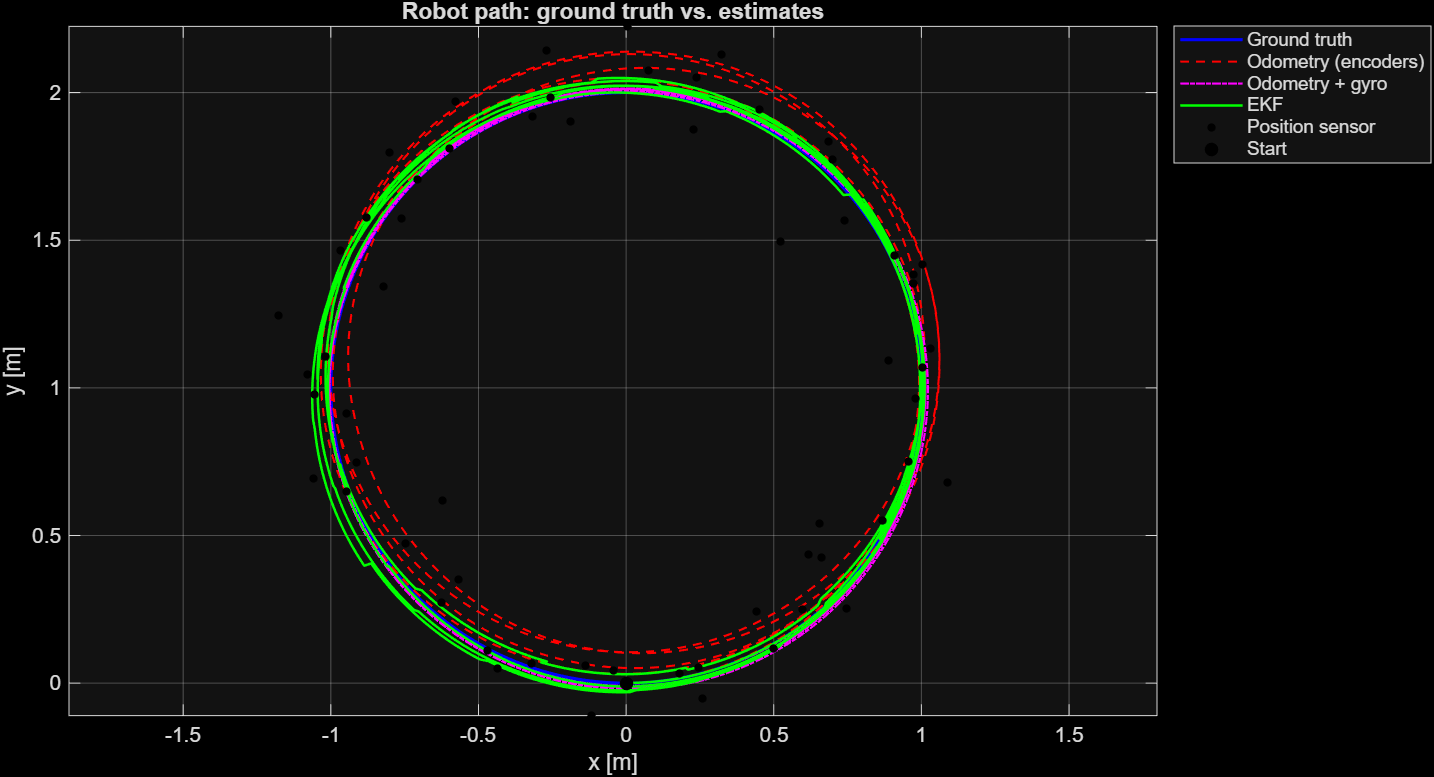 Robot path: ground truth vs. estimates
Ground truth
Odometry (encoders)
Odometry + gyro
EKF
Position sensor
Start
2
1.5
1
0.5
0
y [m]
-1.5
-1
-0.5
0
0.5
1
1.5
x [m]